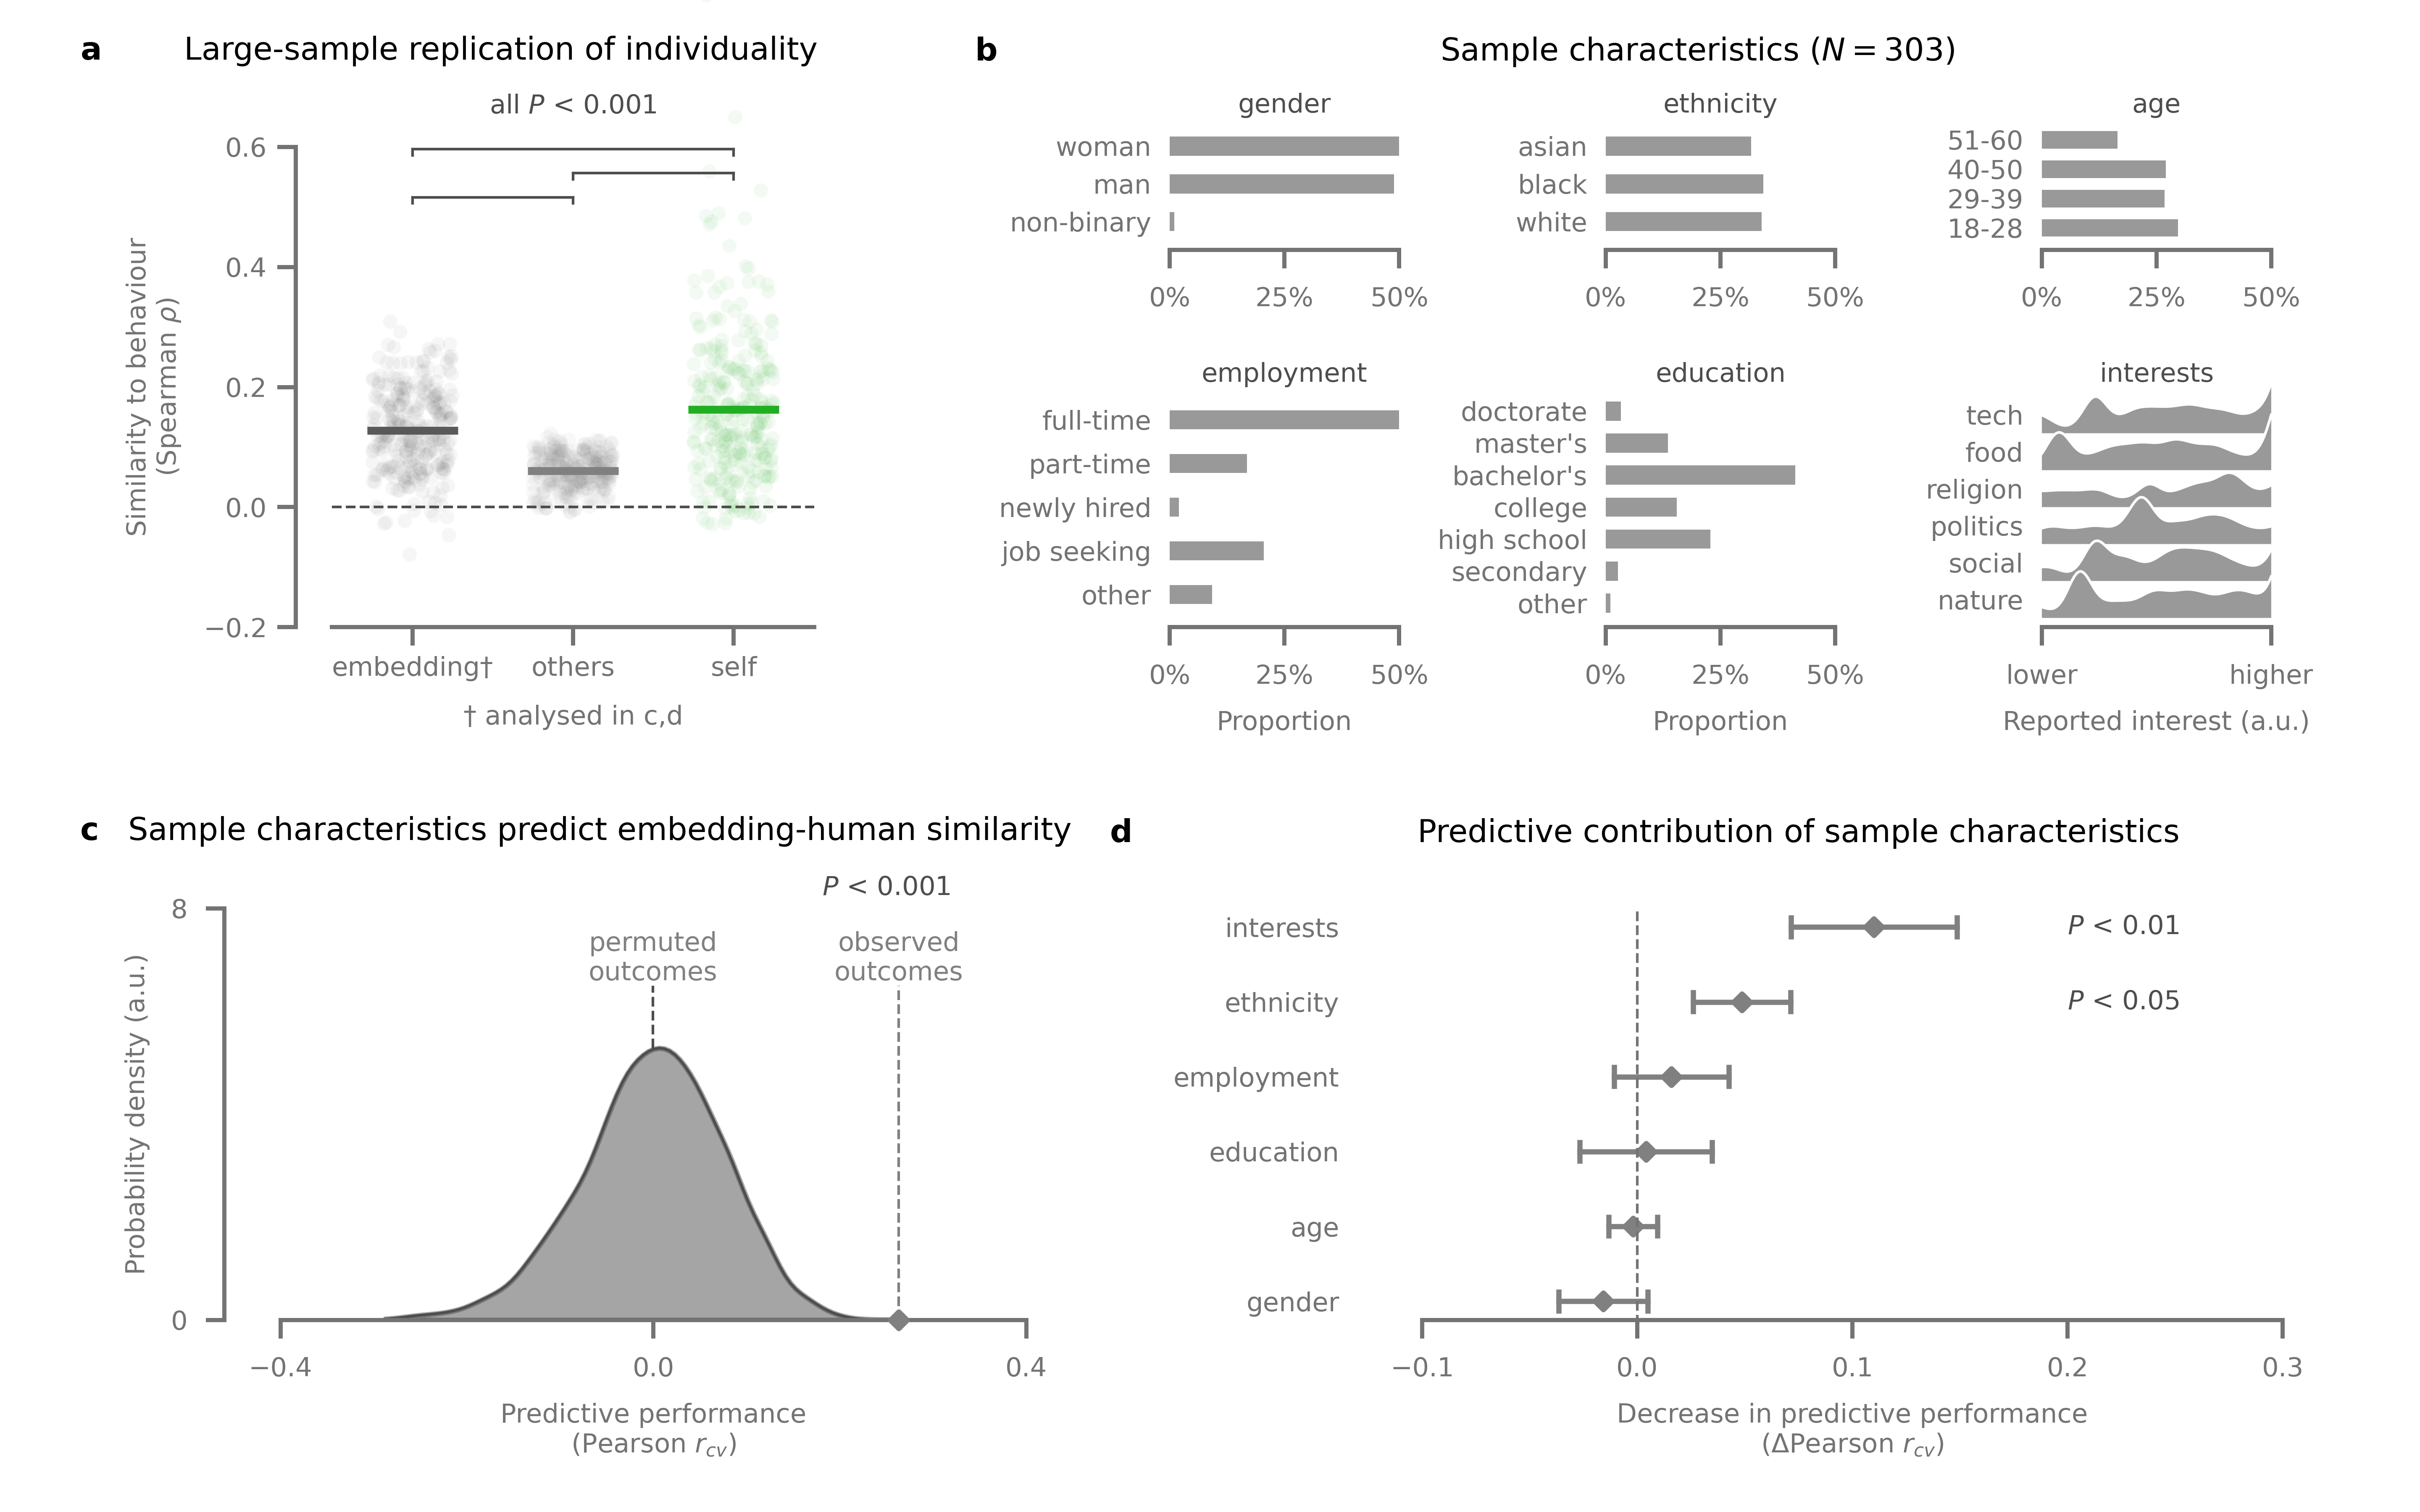 a Large-sample replication of individuality
all P < 0.001
0.6
0.4
0.2
0.0
−0.2
Similarity to behaviour
(Spearman ρ)
embedding† others self
† analysed in c,d
b Sample characteristics (N = 303)
gender
woman
man
non-binary
0% 25% 50%
ethnicity
asian
black
white
0% 25% 50%
age
51-60
40-50
29-39
18-28
0% 25% 50%
employment
full-time
part-time
newly hired
job seeking
other
0% 25% 50%
Proportion
education
doctorate
master's
bachelor's
college
high school
secondary
other
0% 25% 50%
Proportion
interests
tech
food
religion
politics
social
nature
lower higher
Reported interest (a.u.)
c Sample characteristics predict embedding-human similarity
P < 0.001
permuted
outcomes
observed
outcomes
8
0
Probability density (a.u.)
−0.4 0.0 0.4
Predictive performance
(Pearson rcv)
d Predictive contribution of sample characteristics
interests P < 0.01
ethnicity P < 0.05
employment
education
age
gender
−0.1 0.0 0.1 0.2 0.3
Decrease in predictive performance
(ΔPearson rcv)